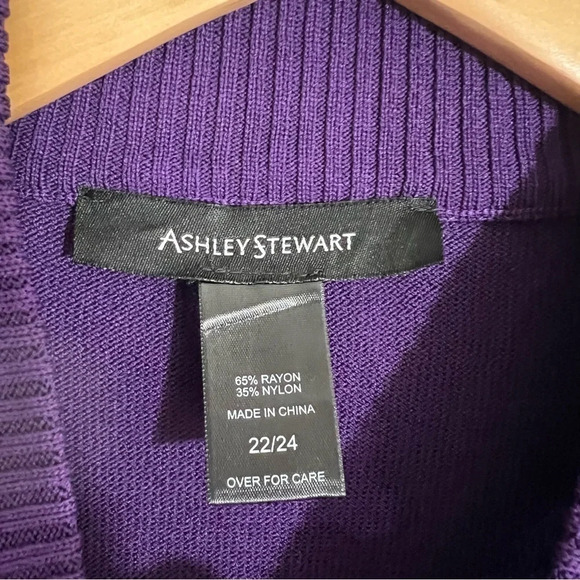 ASHLEY STEWART
65% RAYON
35% NYLON
MADE IN CHINA
22/24
OVER FOR CARE